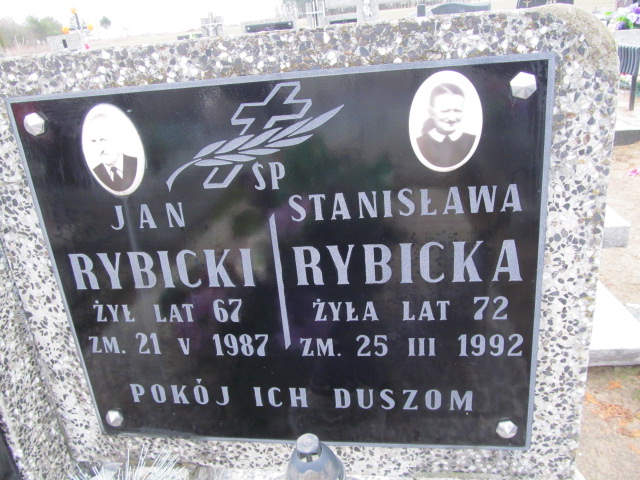 ŚP
JAN
RYBICKI
ŻYŁ LAT 67
ZM. 21 V 1987
STANISŁAWA
RYBICKA
ŻYŁA LAT 72
ZM. 25 III 1992
POKÓJ ICH DUSZOM